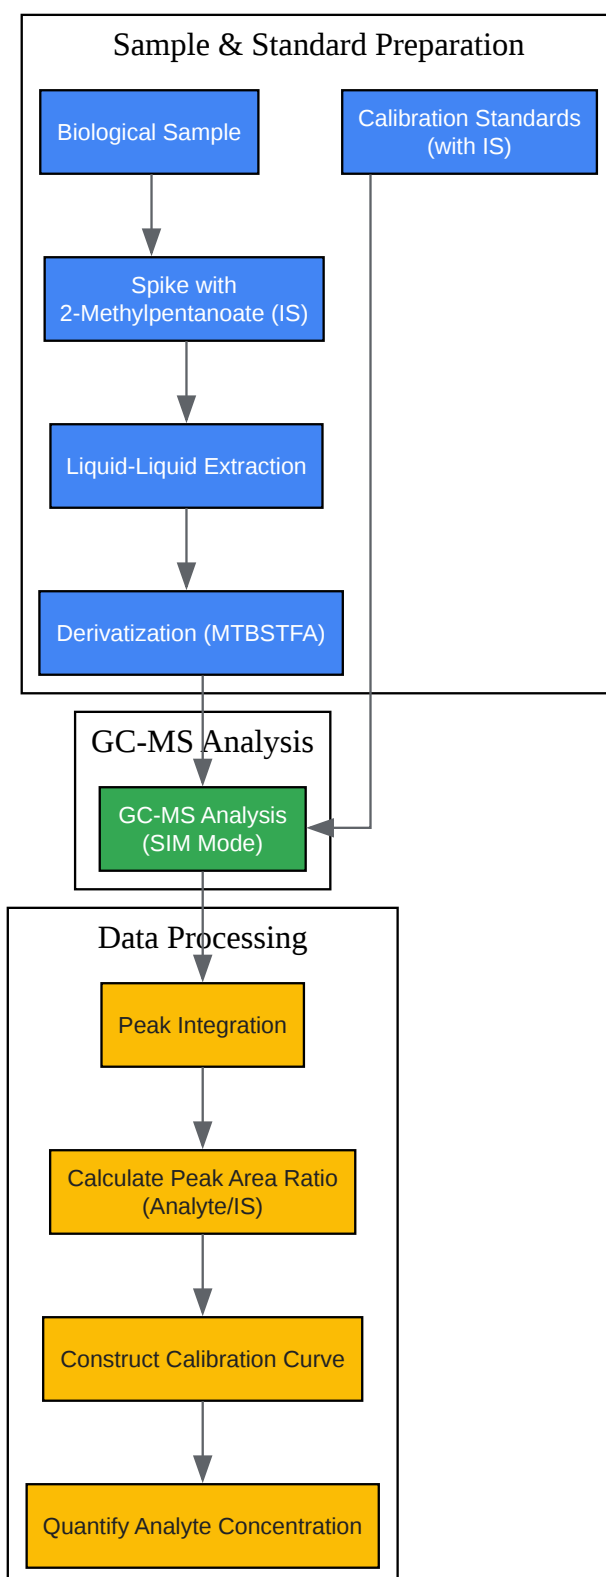 Sample & Standard Preparation
Biological Sample
Calibration Standards
(with IS)
Spike with
2-Methylpentanoate (IS)
Liquid-Liquid Extraction
Derivatization (MTBSTFA)
GC-MS Analysis
GC-MS Analysis
(SIM Mode)
Data Processing
Peak Integration
Calculate Peak Area Ratio
(Analyte/IS)
Construct Calibration Curve
Quantify Analyte Concentration